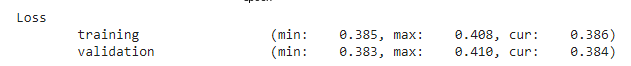 Loss
training (min: 0.385, max: 0.408, cur: 0.386)
validation (min: 0.383, max: 0.410, cur: 0.384)